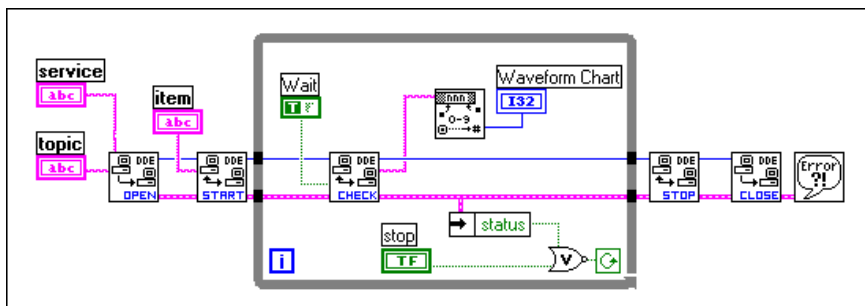 service
abc
topic
abc
item
abc
DDE
OPEN
DDE
START
Wait
T F
DDE
CHECK
nnn
0-9
#
Waveform Chart
I32
status
stop
TF
V
i
DDE
STOP
DDE
CLOSE
Error
?!